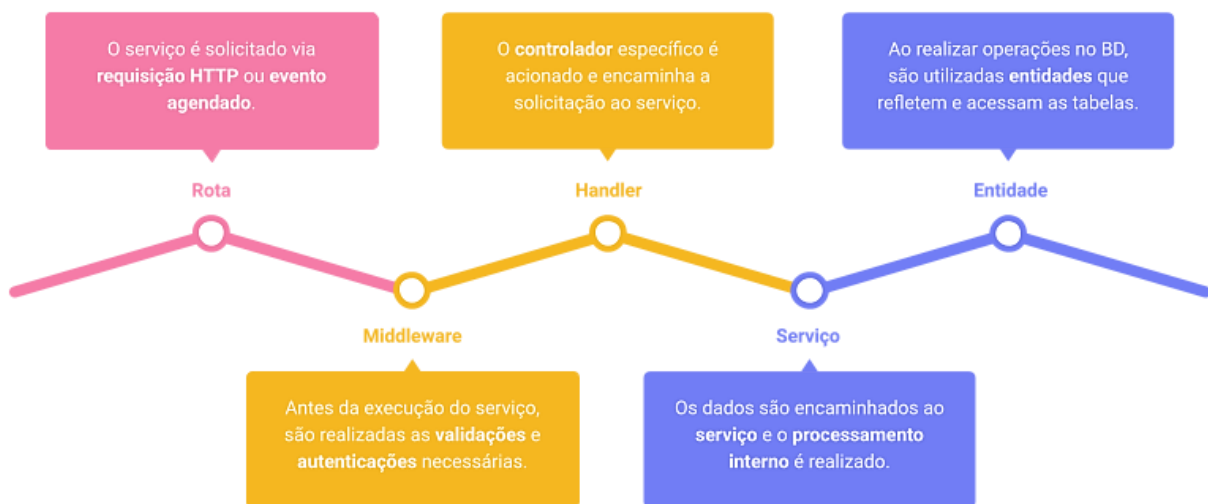 O serviço é solicitado via
requisição HTTP ou evento
agendado.
Rota
O controlador específico é
acionado e encaminha a
solicitação ao serviço.
Handler
Ao realizar operações no BD,
são utilizadas entidades que
refletem e acessam as tabelas.
Entidade
Middleware
Antes da execução do serviço,
são realizadas as validações e
autenticações necessárias.
Serviço
Os dados são encaminhados ao
serviço e o processamento
interno é realizado.